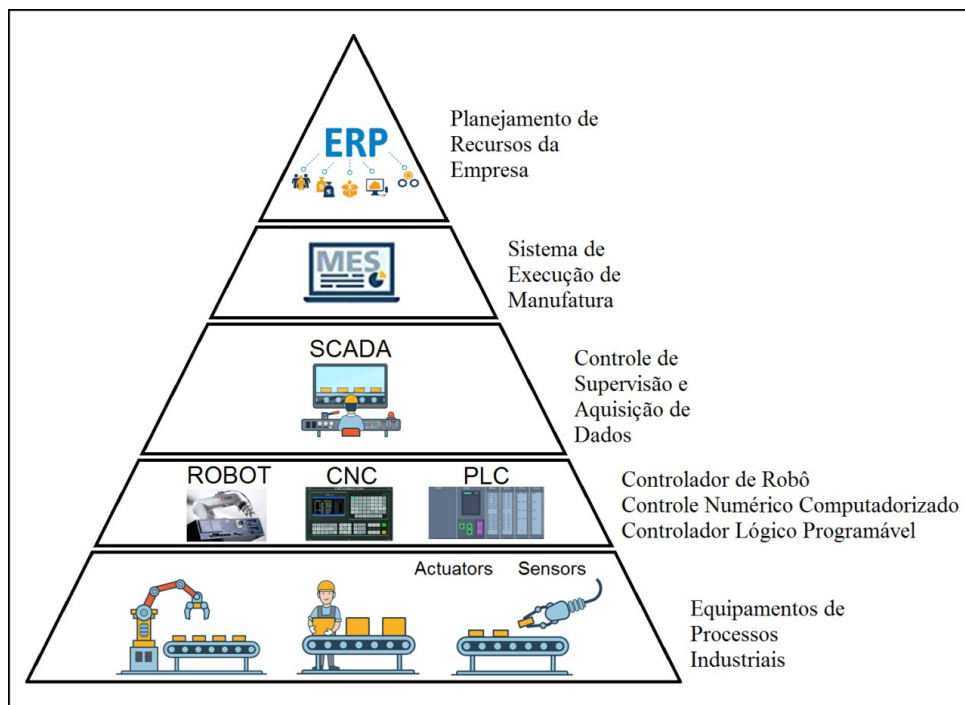 ERP
Planejamento de
Recursos da
Empresa
MES
Sistema de
Execução de
Manufatura
SCADA
Controle de
Supervisão e
Aquisição de
Dados
ROBOT CNC PLC
Controlador de Robô
Controle Numérico Computadorizado
Controlador Lógico Programável
Actuators Sensors
Equipamentos de
Processos
Industriais